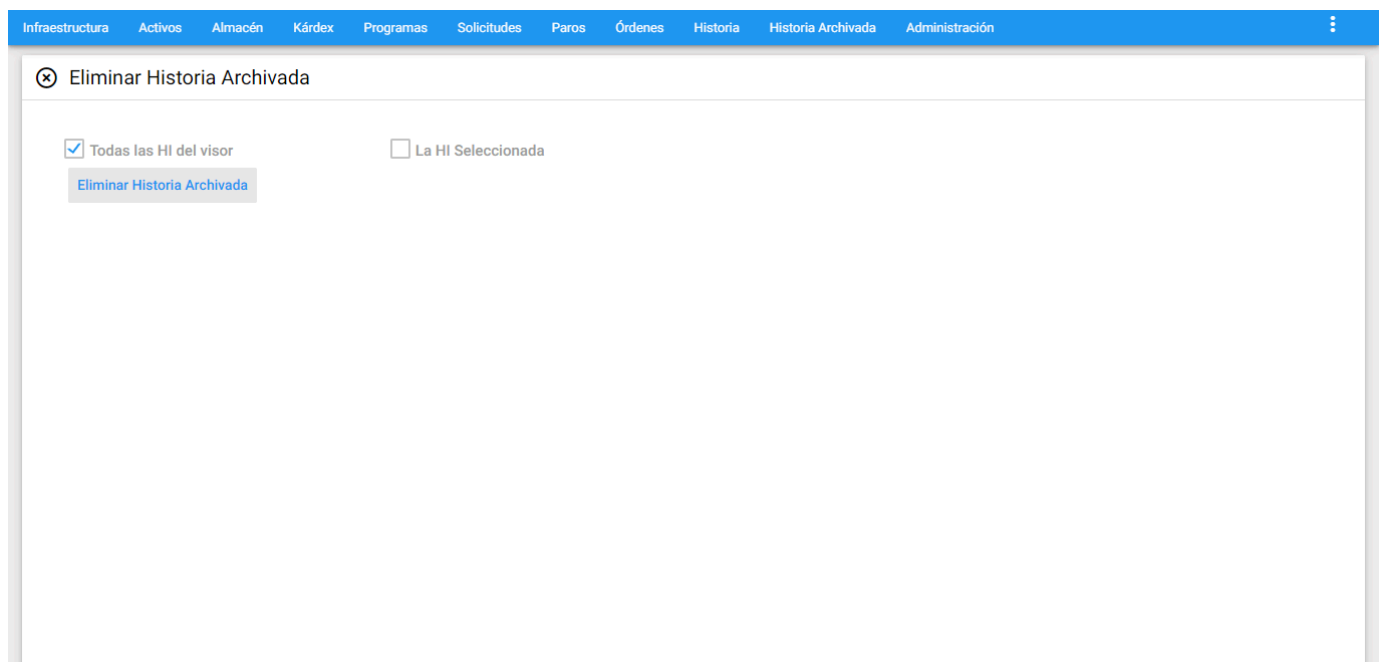 Infraestructura Activos Almacén Kárdex Programas Solicitudes Paros Órdenes Historia Historia Archivada Administración
Eliminar Historia Archivada
Todas las HI del visor La HI Seleccionada
Eliminar Historia Archivada